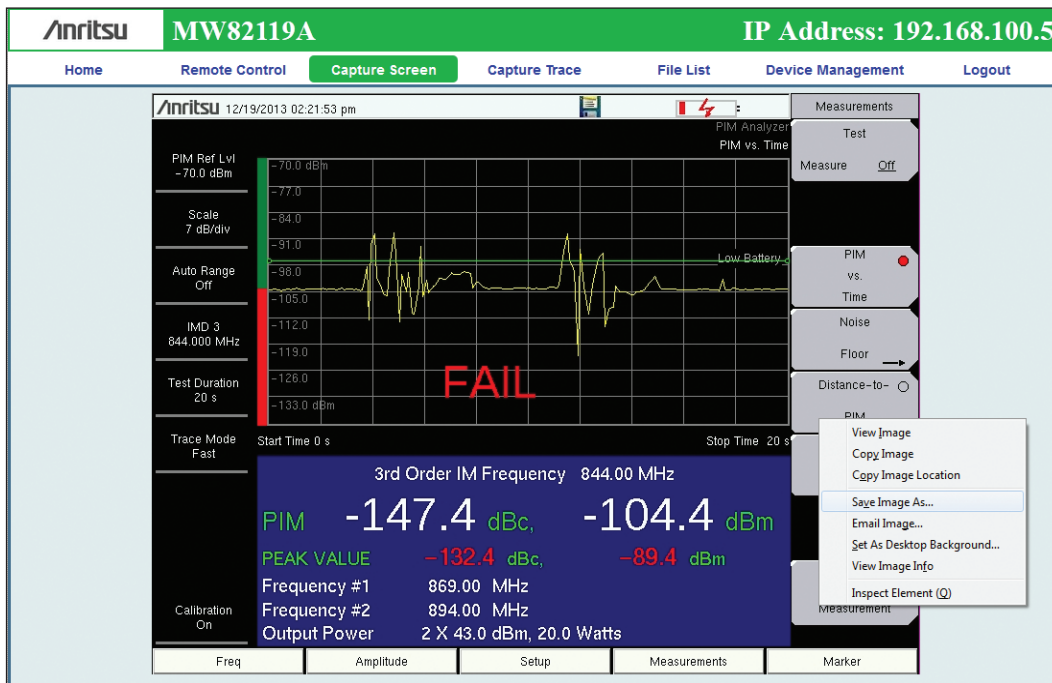 Anritsu MW82119A IP Address: 192.168.100.5
Home Remote Control Capture Screen Capture Trace File List Device Management Logout
Anritsu 12/19/2013 02:21:53 pm
PIM Analyzer
PIM vs. Time
PIM Ref Lvl
-70.0 dBm
Scale
7 dB/div
Auto Range
Off
IMD 3
844.000 MHz
Test Duration
20 s
Trace Mode
Fast
Calibration
On
-70.0 dBm
-77.0
-84.0
-91.0
Low Battery
-98.0
-105.0
-112.0
-119.0
-126.0
-133.0 dBm
FAIL
Start Time 0 s Stop Time 20 s
3rd Order IM Frequency 844.00 MHz
PIM -147.4 dBc, -104.4 dBm
PEAK VALUE -132.4 dBc, -89.4 dBm
Frequency #1 869.00 MHz
Frequency #2 894.00 MHz
Output Power 2 X 43.0 dBm, 20.0 Watts
Measurements
Test
Measure Off
PIM
vs.
Time
Noise
Floor
Distance-to-
PIM
View Image
Copy Image
Copy Image Location
Save Image As...
Email Image...
Set As Desktop Background...
View Image Info
Inspect Element (Q)
Measurement
Freq Amplitude Setup Measurements Marker